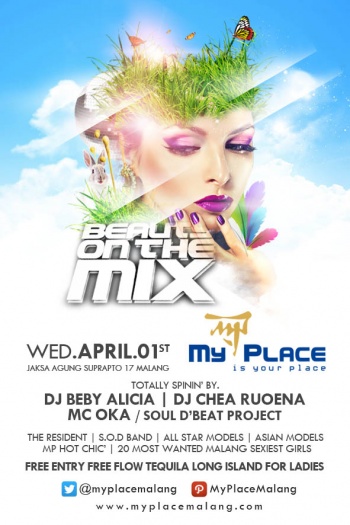 BEAUT
ON THE
MIX
MP
My PLACE
is your place
WED.APRIL.01ST
JAKSA AGUNG SUPRAPTO 17 MALANG
TOTALLY SPININ' BY.
DJ BEBY ALICIA | DJ CHEA RUOENA
MC OKA / SOUL D'BEAT PROJECT
THE RESIDENT | S.O.D BAND | ALL STAR MODELS | ASIAN MODELS
MP HOT CHIC' | 20 MOST WANTED MALANG SEXIEST GIRLS
FREE ENTRY FREE FLOW TEQUILA LONG ISLAND FOR LADIES
@myplacemalang MyPlaceMalang
www.myplacemalang.com